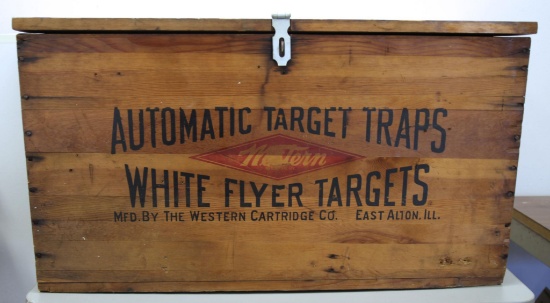 AUTOMATIC TARGET TRAPS
Western
WHITE FLYER TARGETS
MFD. BY THE WESTERN CARTRIDGE CO. EAST ALTON, ILL.